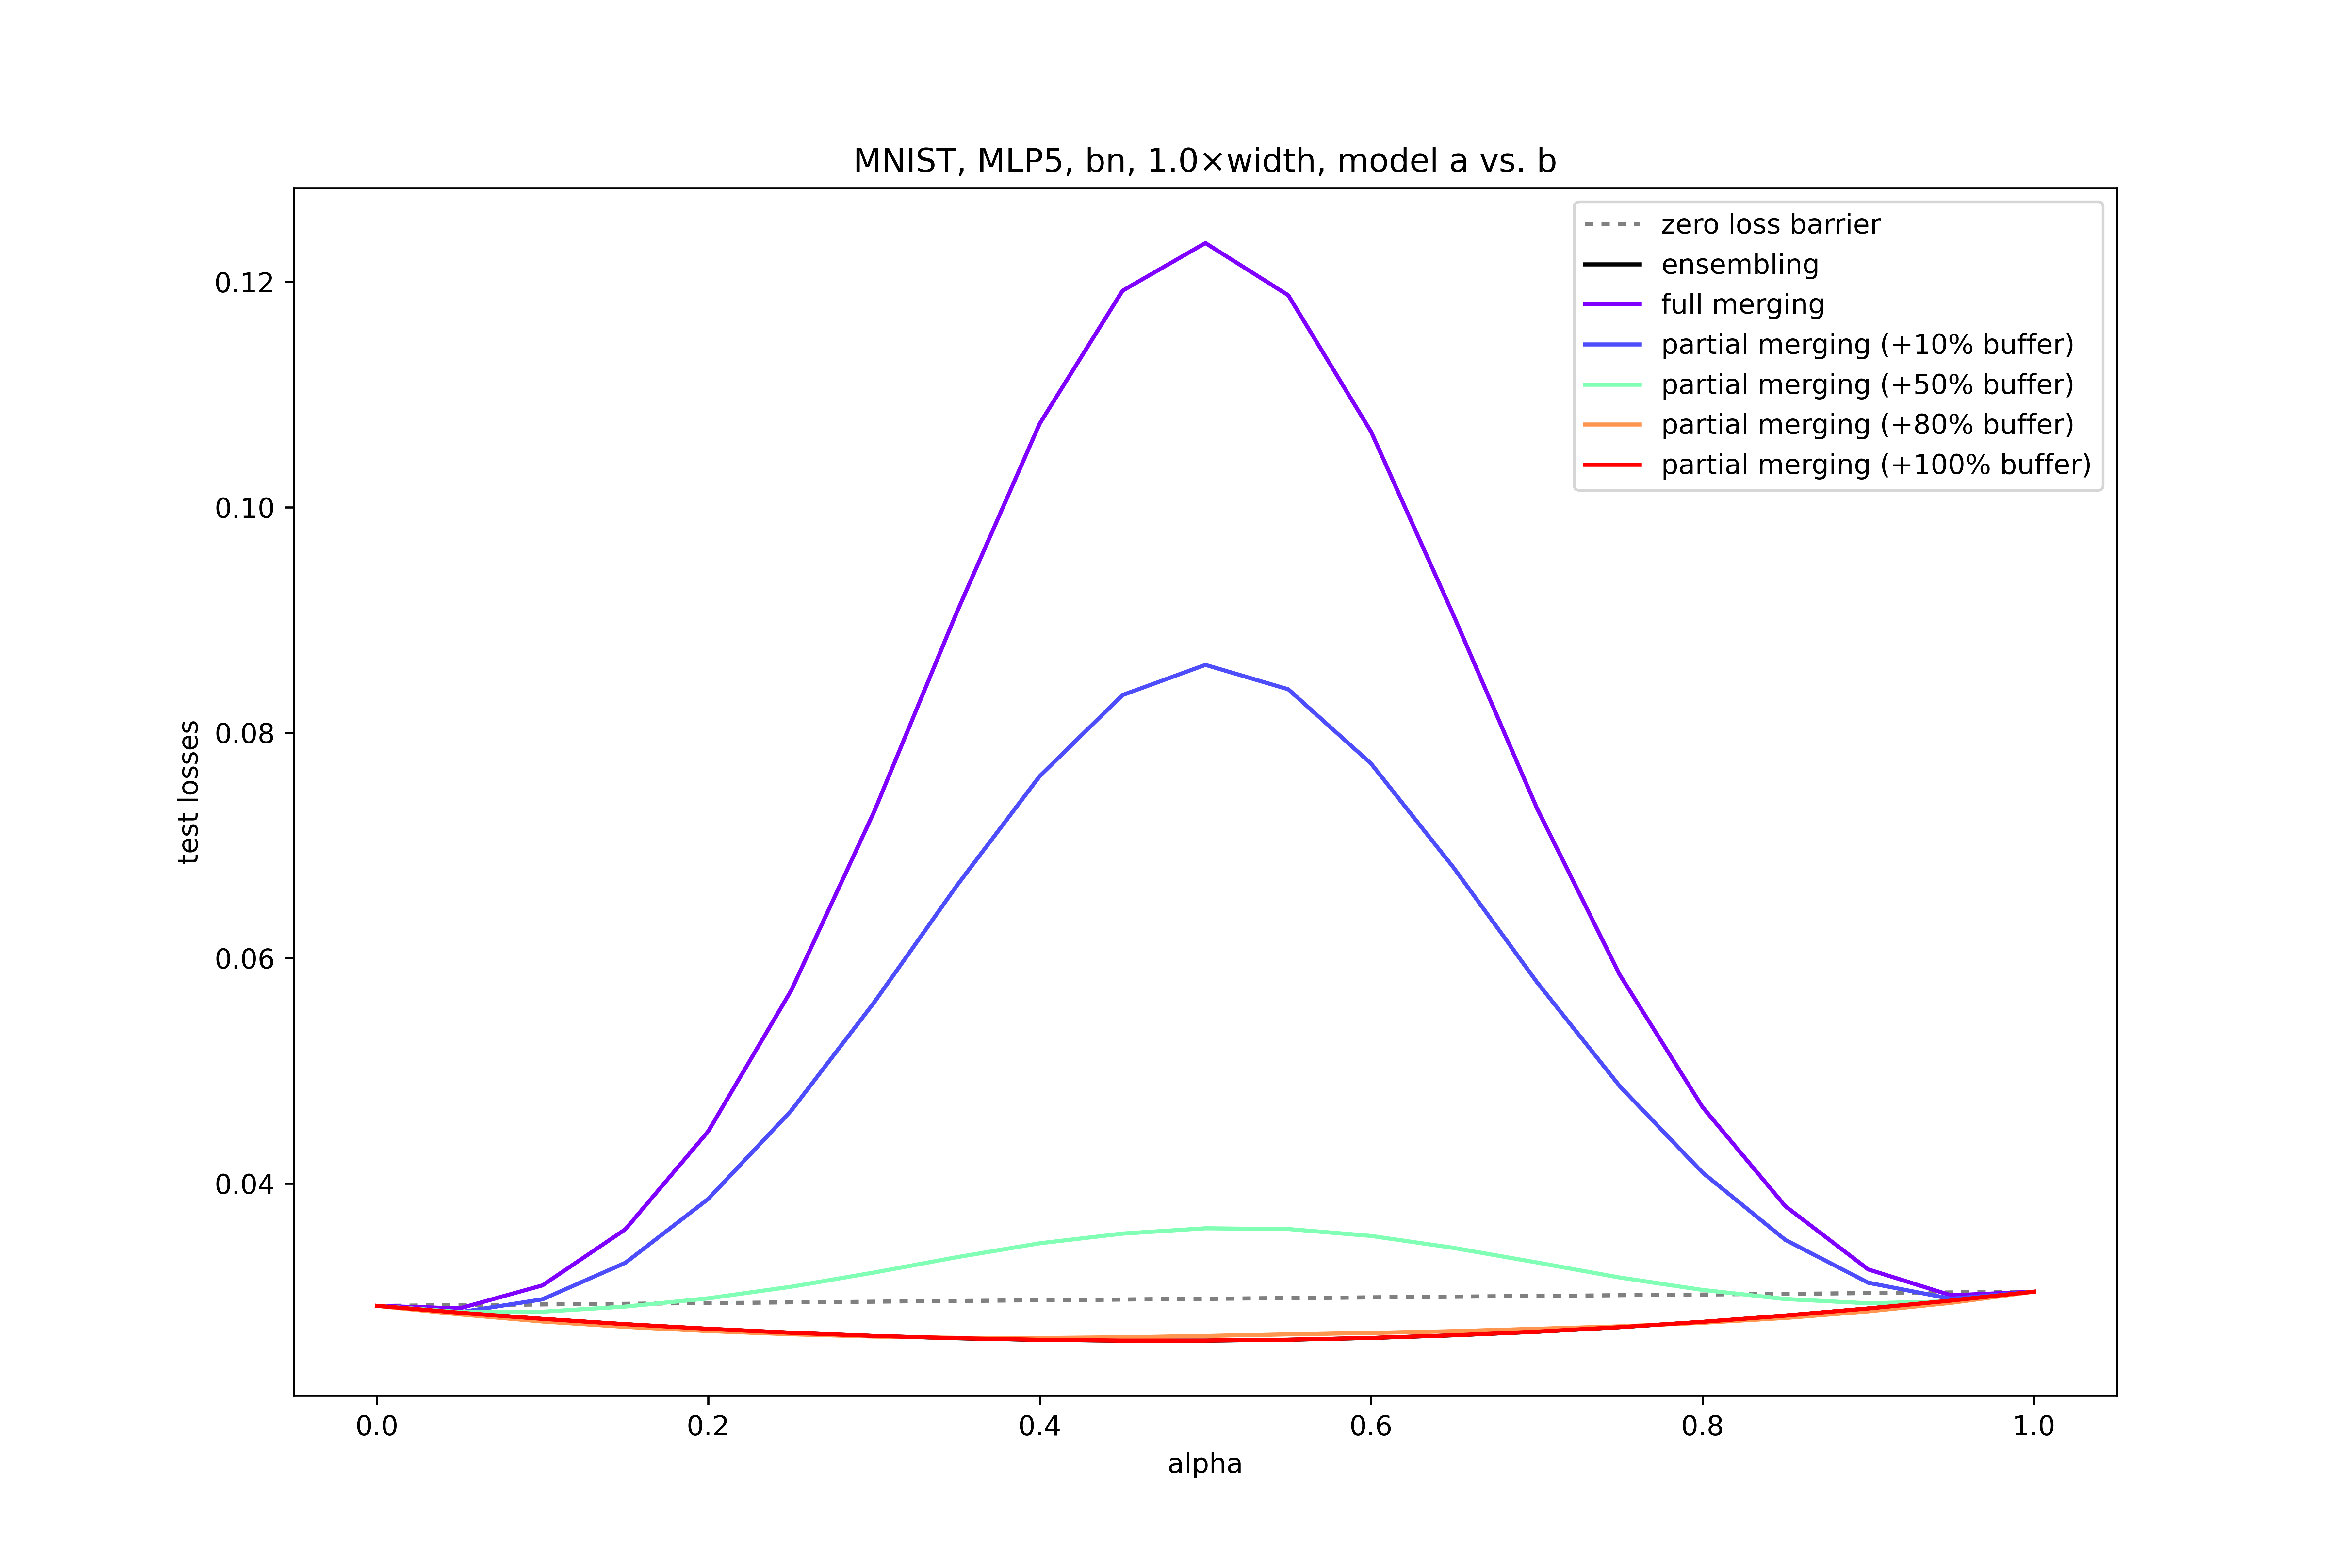 MNIST, MLP5, bn, 1.0×width, model a vs. b
zero loss barrier
ensembling
full merging
partial merging (+10% buffer)
partial merging (+50% buffer)
partial merging (+80% buffer)
partial merging (+100% buffer)
0.12
0.10
0.08
0.06
0.04
test losses
0.0 0.2 0.4 0.6 0.8 1.0
alpha